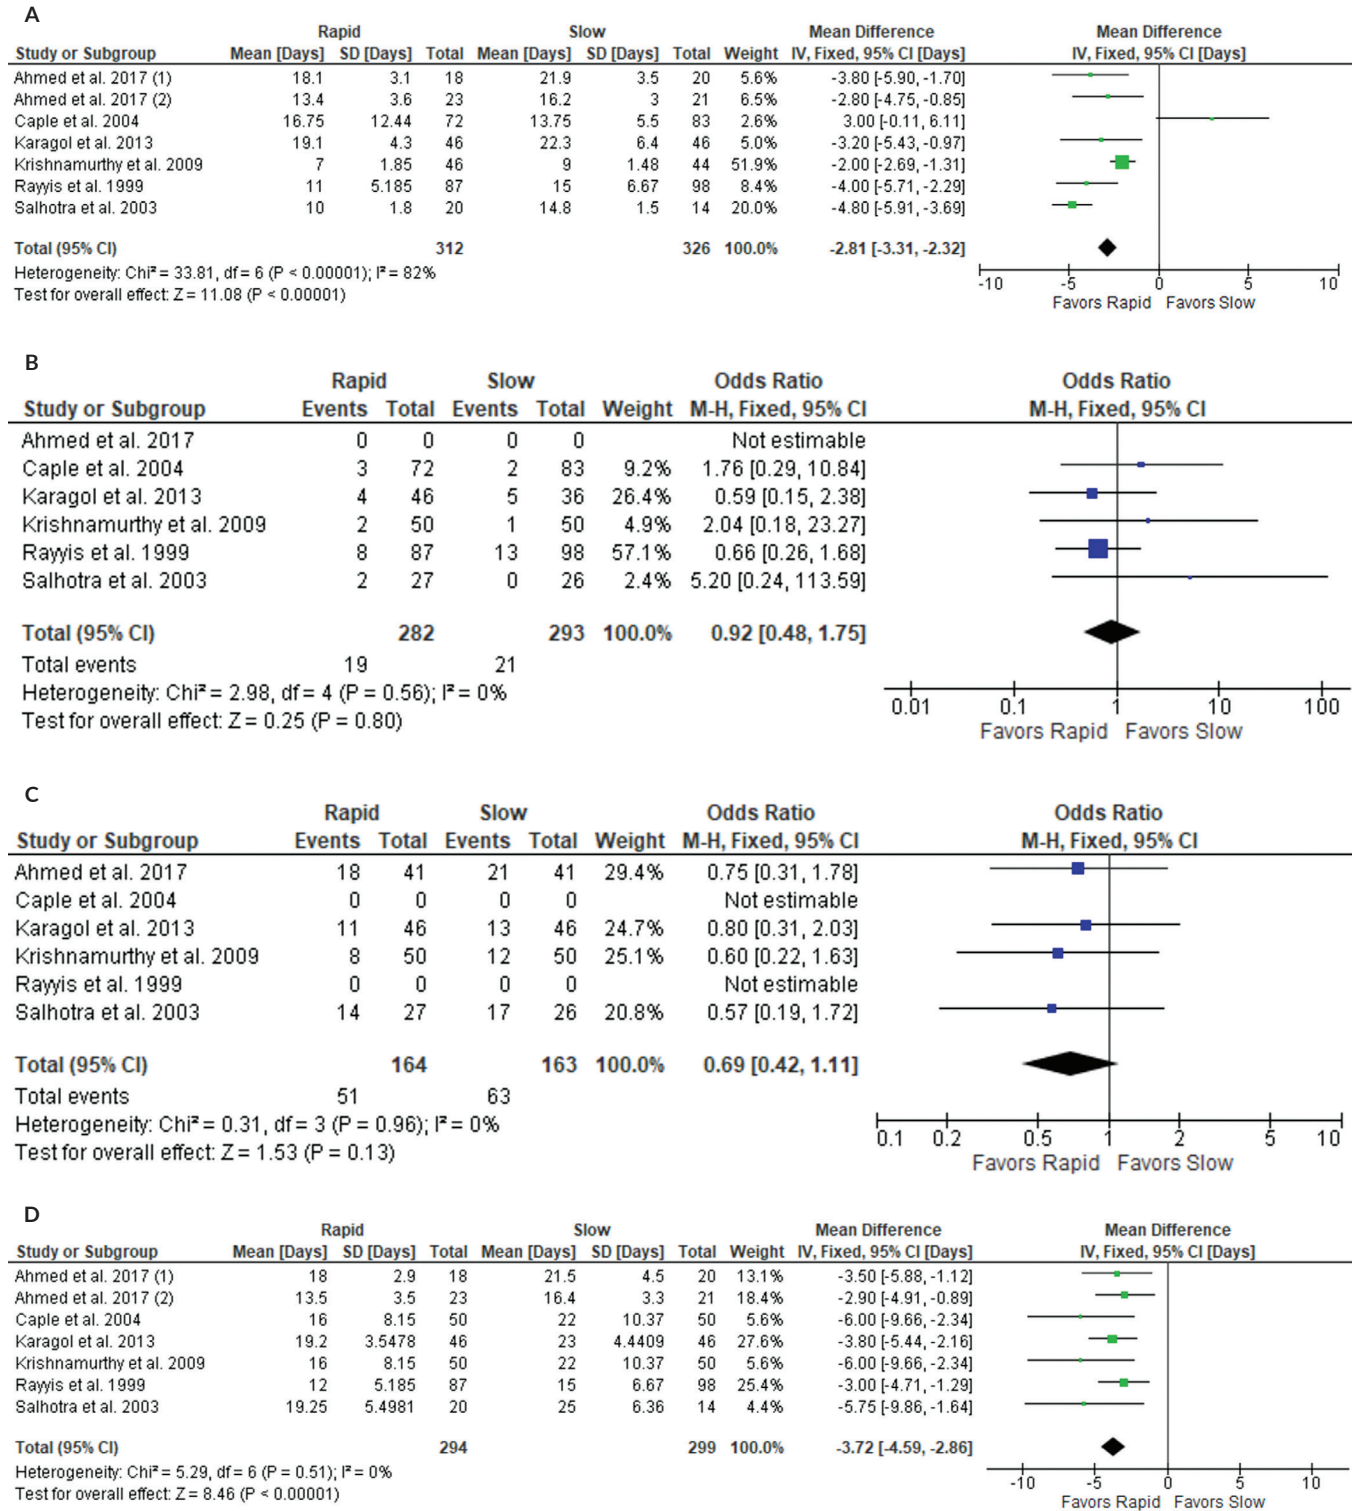 A
Rapid Slow Mean Difference Mean Difference
Study or Subgroup Mean [Days] SD [Days] Total Mean [Days] SD [Days] Total Weight IV, Fixed, 95% CI [Days] IV, Fixed, 95% CI [Days]
Ahmed et al. 2017 (1) 18.1 3.1 18 21.9 3.5 20 5.6% -3.80 [-5.90, -1.70]
Ahmed et al. 2017 (2) 13.4 3.6 23 16.2 3 21 6.5% -2.80 [-4.75, -0.85]
Caple et al. 2004 16.75 12.44 72 13.75 5.5 83 2.6% 3.00 [-0.11, 6.11]
Karagol et al. 2013 19.1 4.3 46 22.3 6.4 46 5.0% -3.20 [-5.43, -0.97]
Krishnamurthy et al. 2009 7 1.85 46 9 1.48 44 51.9% -2.00 [-2.69, -1.31]
Rayyis et al. 1999 11 5.185 87 15 6.67 98 8.4% -4.00 [-5.71, -2.29]
Salhotra et al. 2003 10 1.8 20 14.8 1.5 14 20.0% -4.80 [-5.91, -3.69]
Total (95% CI) 312 326 100.0% -2.81 [-3.31, -2.32]
Heterogeneity: Chi² = 33.81, df = 6 (P < 0.00001); I² = 82%
Test for overall effect: Z = 11.08 (P < 0.00001)
-10 -5 0 5 10
Favors Rapid Favors Slow
B
Rapid Slow Odds Ratio Odds Ratio
Study or Subgroup Events Total Events Total Weight M-H, Fixed, 95% CI M-H, Fixed, 95% CI
Ahmed et al. 2017 0 0 0 0 Not estimable
Caple et al. 2004 3 72 2 83 9.2% 1.76 [0.29, 10.84]
Karagol et al. 2013 4 46 5 36 26.4% 0.59 [0.15, 2.38]
Krishnamurthy et al. 2009 2 50 1 50 4.9% 2.04 [0.18, 23.27]
Rayyis et al. 1999 8 87 13 98 57.1% 0.66 [0.26, 1.68]
Salhotra et al. 2003 2 27 0 26 2.4% 5.20 [0.24, 113.59]
Total (95% CI) 282 293 100.0% 0.92 [0.48, 1.75]
Total events 19 21
Heterogeneity: Chi² = 2.98, df = 4 (P = 0.56); I² = 0%
Test for overall effect: Z = 0.25 (P = 0.80)
0.01 0.1 1 10 100
Favors Rapid Favors Slow
C
Rapid Slow Odds Ratio Odds Ratio
Study or Subgroup Events Total Events Total Weight M-H, Fixed, 95% CI M-H, Fixed, 95% CI
Ahmed et al. 2017 18 41 21 41 29.4% 0.75 [0.31, 1.78]
Caple et al. 2004 0 0 0 0 Not estimable
Karagol et al. 2013 11 46 13 46 24.7% 0.80 [0.31, 2.03]
Krishnamurthy et al. 2009 8 50 12 50 25.1% 0.60 [0.22, 1.63]
Rayyis et al. 1999 0 0 0 0 Not estimable
Salhotra et al. 2003 14 27 17 26 20.8% 0.57 [0.19, 1.72]
Total (95% CI) 164 163 100.0% 0.69 [0.42, 1.11]
Total events 51 63
Heterogeneity: Chi² = 0.31, df = 3 (P = 0.96); I² = 0%
Test for overall effect: Z = 1.53 (P = 0.13)
0.1 0.2 0.5 1 2 5 10
Favors Rapid Favors Slow
D
Rapid Slow Mean Difference Mean Difference
Study or Subgroup Mean [Days] SD [Days] Total Mean [Days] SD [Days] Total Weight IV, Fixed, 95% CI [Days] IV, Fixed, 95% CI [Days]
Ahmed et al. 2017 (1) 18 2.9 18 21.5 4.5 20 13.1% -3.50 [-5.88, -1.12]
Ahmed et al. 2017 (2) 13.5 3.5 23 16.4 3.3 21 18.4% -2.90 [-4.91, -0.89]
Caple et al. 2004 16 8.15 50 22 10.37 50 5.6% -6.00 [-9.66, -2.34]
Karagol et al. 2013 19.2 3.5478 46 23 4.4409 46 27.6% -3.80 [-5.44, -2.16]
Krishnamurthy et al. 2009 16 8.15 50 22 10.37 50 5.6% -6.00 [-9.66, -2.34]
Rayyis et al. 1999 12 5.185 87 15 6.67 98 25.4% -3.00 [-4.71, -1.29]
Salhotra et al. 2003 19.25 5.4981 20 25 6.36 14 4.4% -5.75 [-9.86, -1.64]
Total (95% CI) 294 299 100.0% -3.72 [-4.59, -2.86]
Heterogeneity: Chi² = 5.29, df = 6 (P = 0.51); I² = 0%
Test for overall effect: Z = 8.46 (P < 0.00001)
-10 -5 0 5 10
Favors Rapid Favors Slow